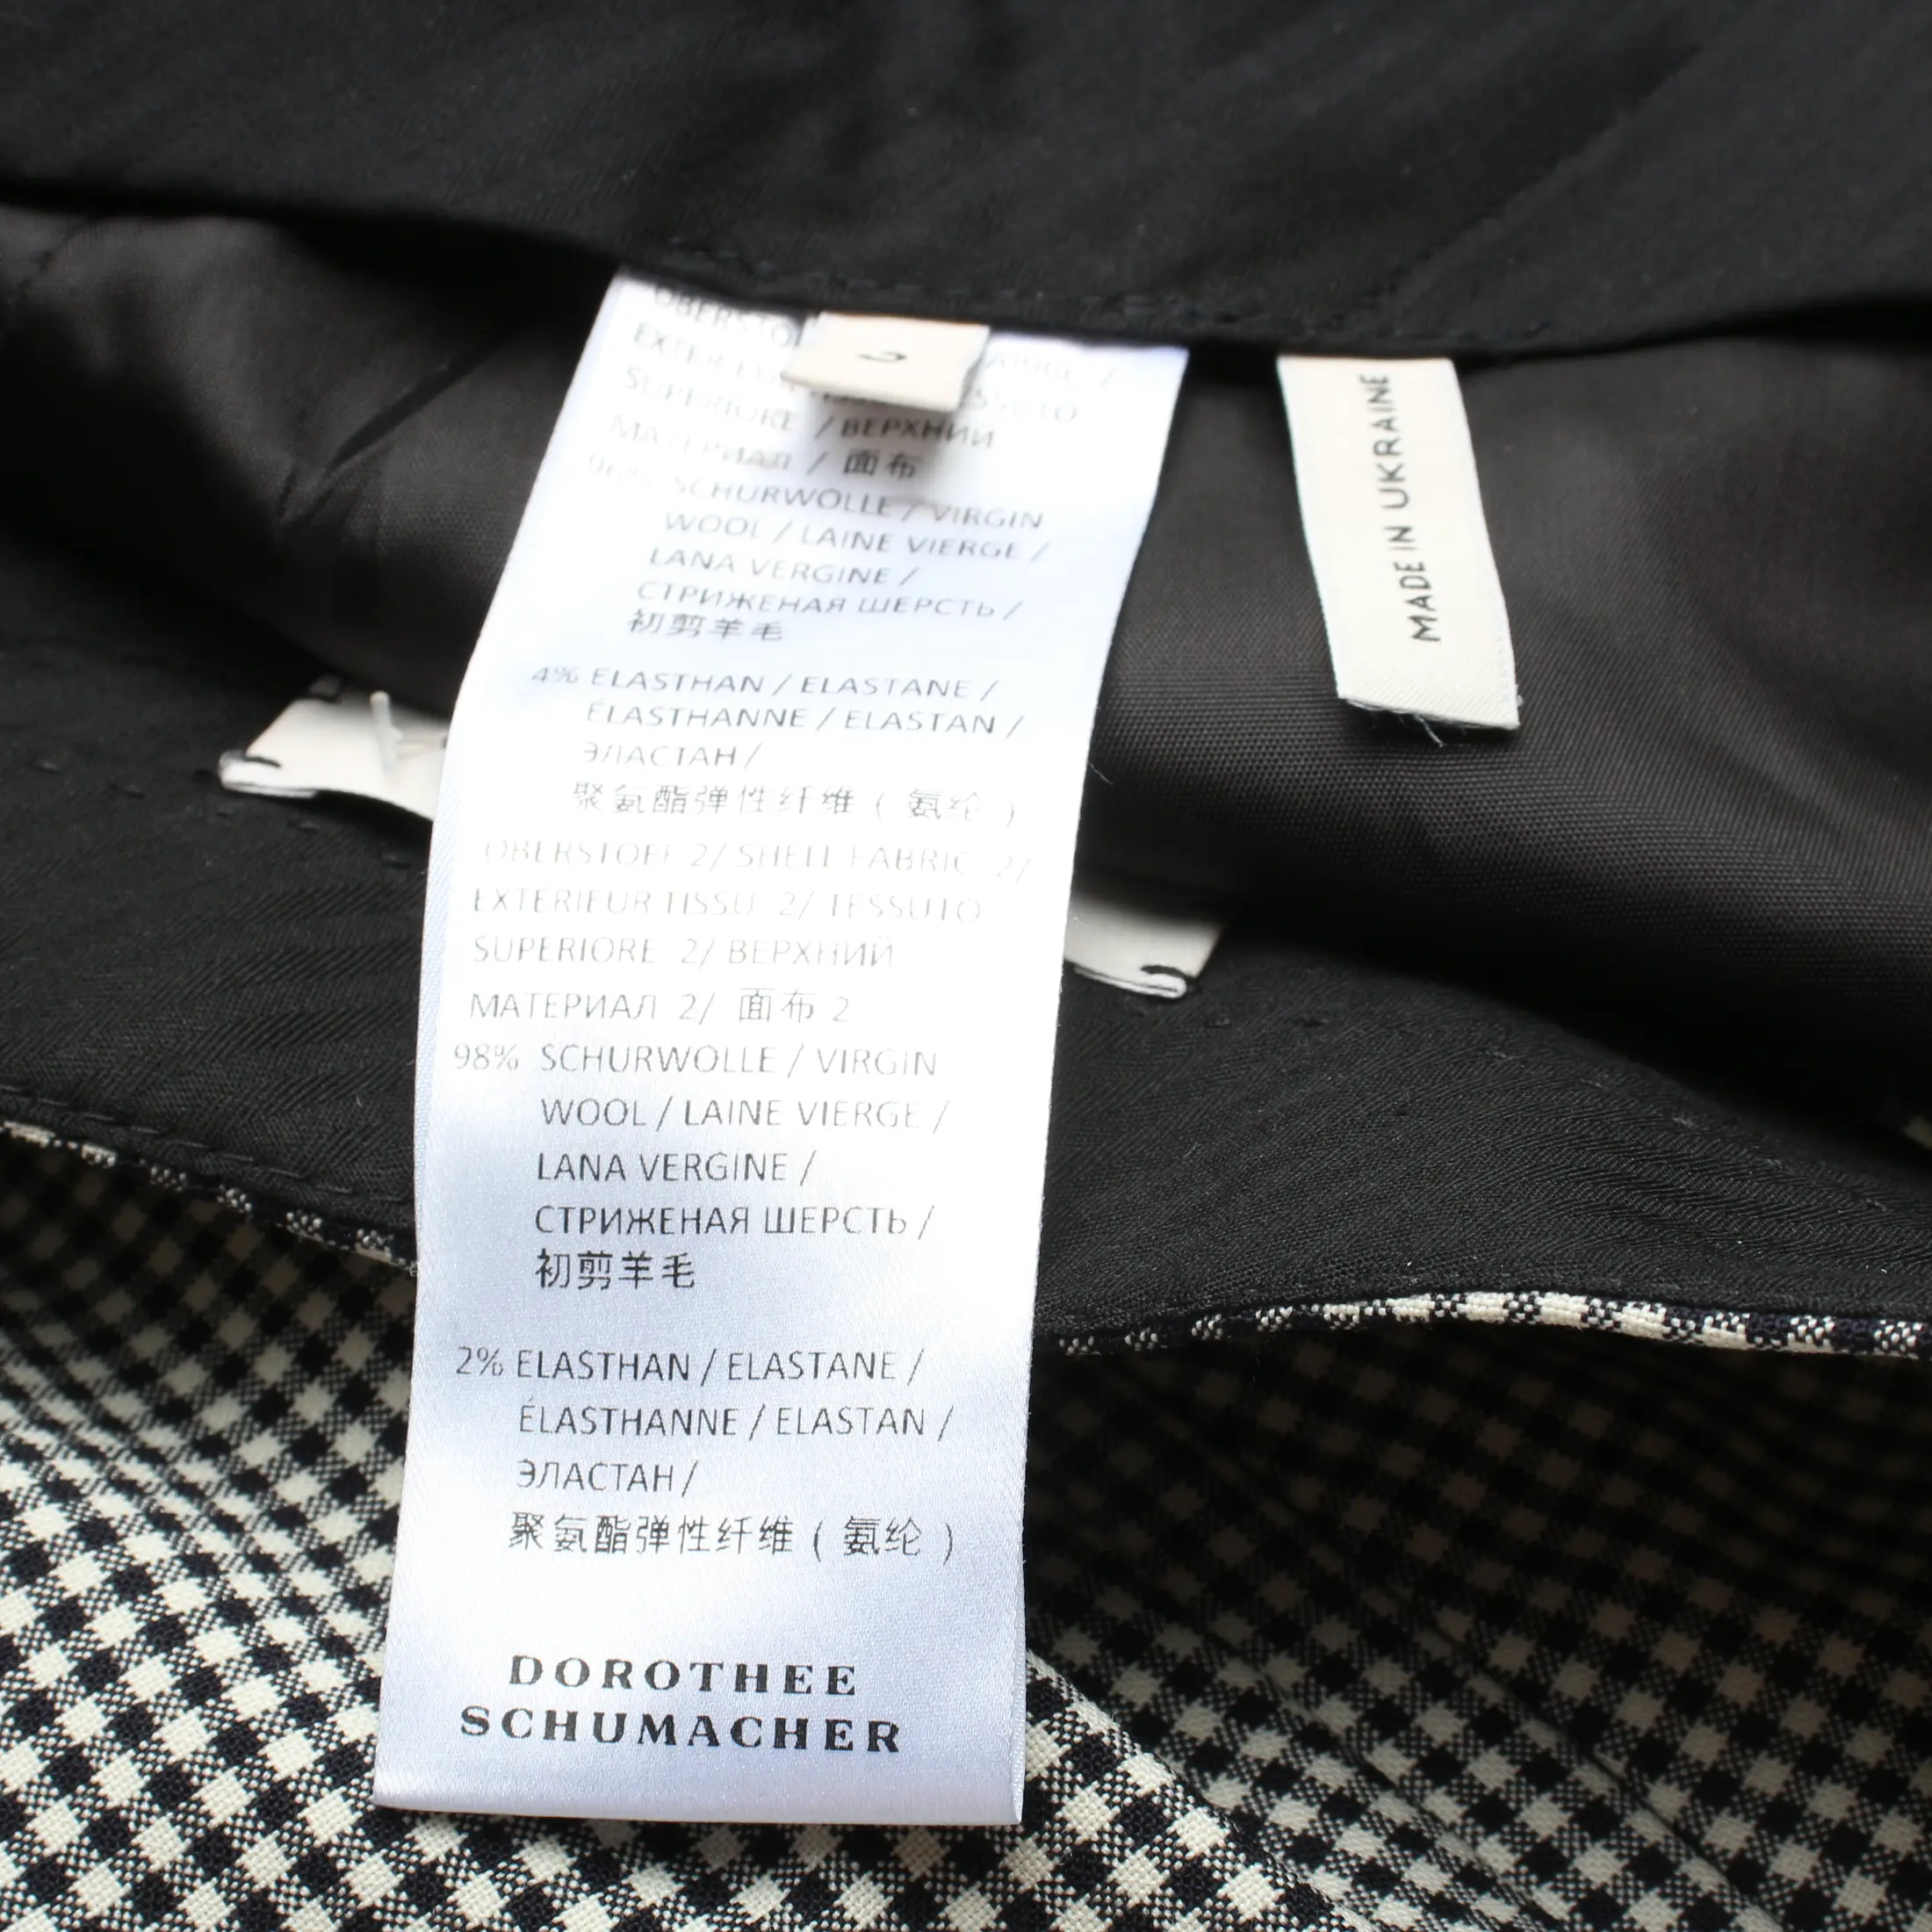 SUPERIORE / ВЕРХНИЙ
МАТЕРИАЛ / 面布
96% SCHURWOLLE / VIRGIN
WOOL / LAINE VIERGE /
LANA VERGINE /
СТРИЖЕНАЯ ШЕРСТЬ /
初剪羊毛
4% ELASTHAN / ELASTANE /
ÉLASTHANNE / ELASTAN /
ЭЛАСТАН /
聚氨酯弹性纤维 ( 氨纶 )
OBERSTOFF 2/ SHELL FABRIC 2/
EXTERIEUR TISSU 2/ TESSUTO
SUPERIORE 2/ ВЕРХНИЙ
МАТЕРИАЛ 2/ 面布 2
98% SCHURWOLLE / VIRGIN
WOOL / LAINE VIERGE /
LANA VERGINE /
СТРИЖЕНАЯ ШЕРСТЬ /
初剪羊毛
2% ELASTHAN / ELASTANE /
ÉLASTHANNE / ELASTAN /
ЭЛАСТАН /
聚氨酯弹性纤维 ( 氨纶 )
DOROTHEE
SCHUMACHER
MADE IN UKRAINE